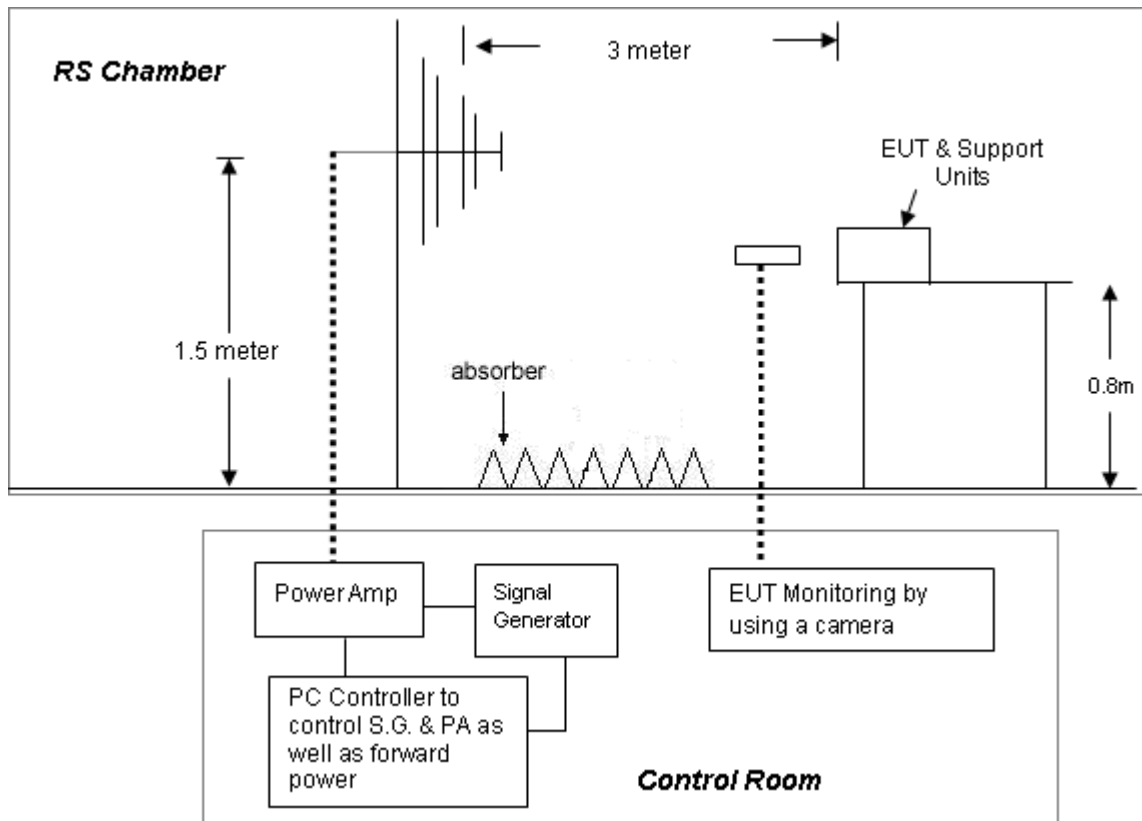 RS Chamber
3 meter
EUT & Support
Units
1.5 meter
absorber
0.8m
Power Amp
Signal
Generator
EUT Monitoring by
using a camera
PC Controller to
control S.G. & PA as
well as forward
power
Control Room